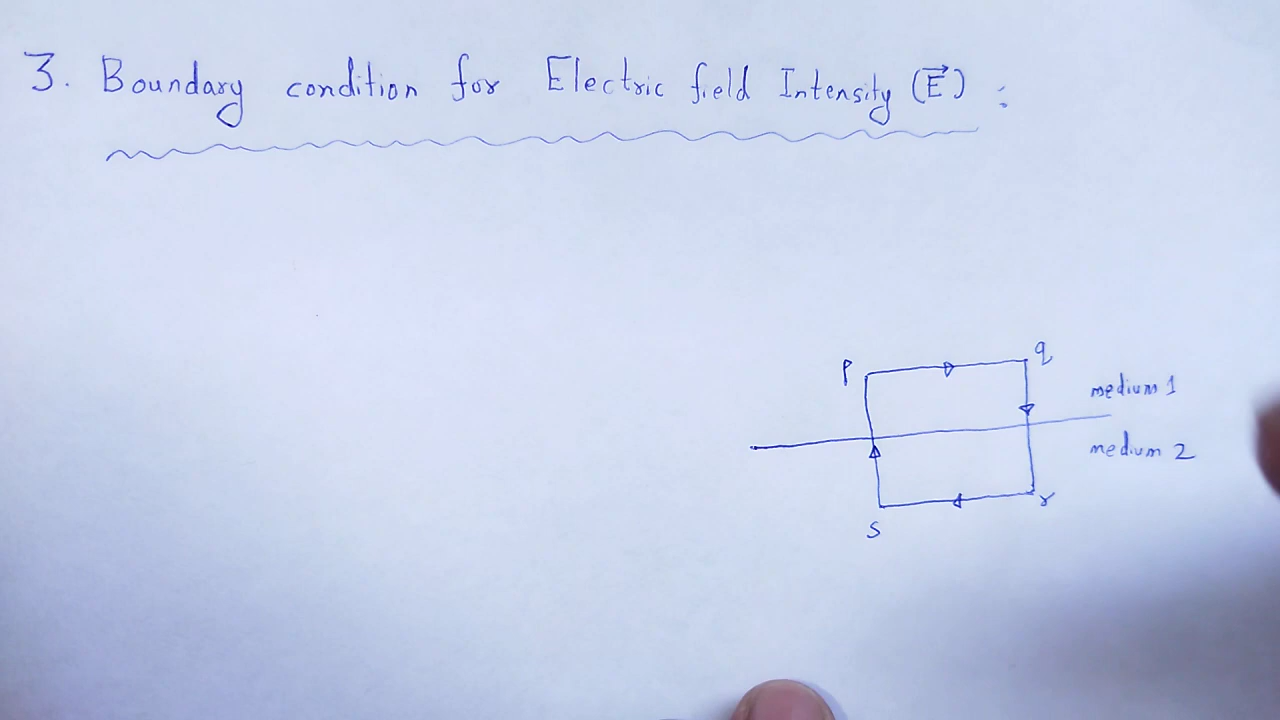 3. Boundary condition for Electric field Intensity (E⃗) :
p
q
medium 1
medium 2
r
s